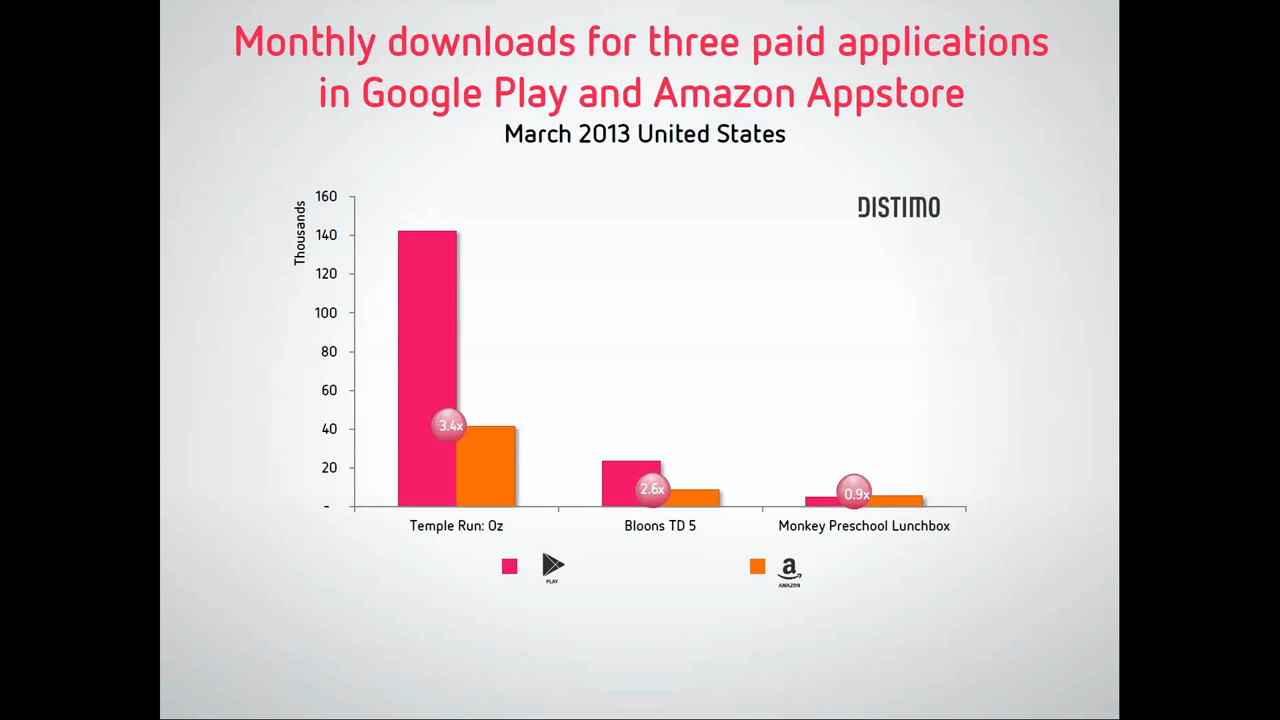 Monthly downloads for three paid applications
in Google Play and Amazon Appstore
March 2013 United States
DISTIMO
Thousands
160
140
120
100
80
60
40
20
-
3.4x
2.6x
0.9x
Temple Run: Oz
Bloons TD 5
Monkey Preschool Lunchbox
PLAY
a
AMAZON